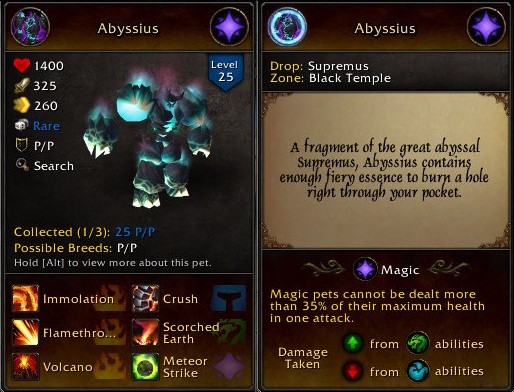 Abyssius
Level
25
1400
325
260
Rare
P/P
Search
Collected (1/3): 25 P/P
Possible Breeds: P/P
Hold [Alt] to view more about this pet.
Immolation
Crush
Flamethro...
Scorched
Earth
Volcano
Meteor
Strike
Abyssius
Drop: Supremus
Zone: Black Temple
A fragment of the great abyssal
Supremus, Abyssius contains
enough fiery essence to burn a hole
right through your pocket.
Magic
Magic pets cannot be dealt more
than 35% of their maximum health
in one attack.
Damage
Taken
from abilities
from abilities